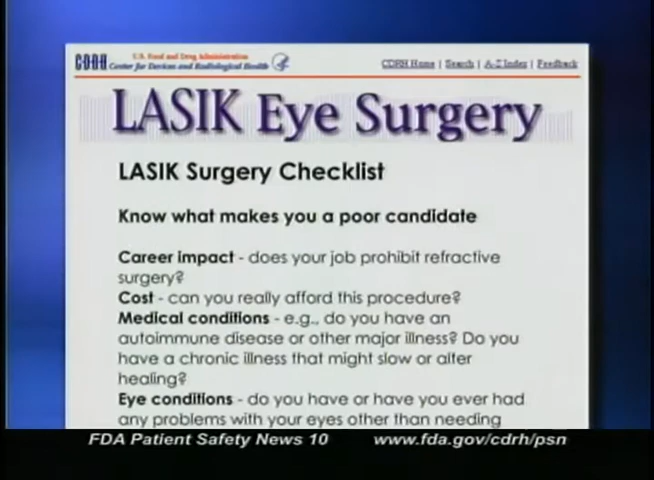 CDRH U.S. Food and Drug Administration
Center for Devices and Radiological Health
CDRH Home | Search | A-Z Index | Feedback
LASIK Eye Surgery
LASIK Surgery Checklist
Know what makes you a poor candidate
Career impact - does your job prohibit refractive
surgery?
Cost - can you really afford this procedure?
Medical conditions - e.g., do you have an
autoimmune disease or other major illness? Do you
have a chronic illness that might slow or alter
healing?
Eye conditions - do you have or have you ever had
any problems with your eyes other than needing
FDA Patient Safety News 10 www.fda.gov/cdrh/psn